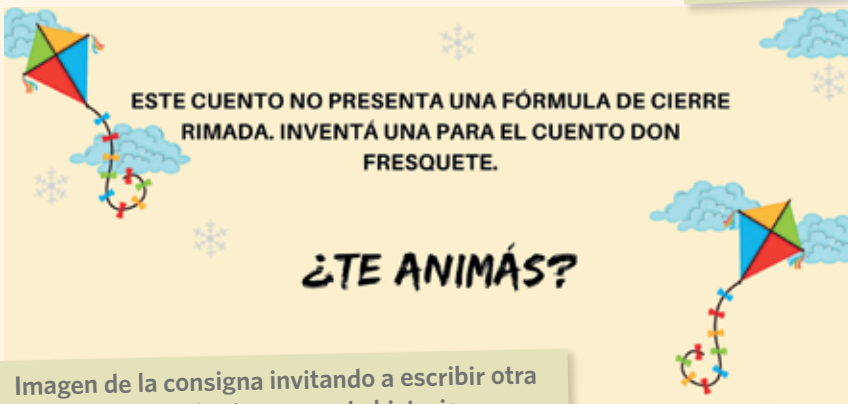 ESTE CUENTO NO PRESENTA UNA FÓRMULA DE CIERRE
RIMADA. INVENTÁ UNA PARA EL CUENTO DON
FRESQUETE.
¿TE ANIMÁS?
Imagen de la consigna invitando a escribir otra